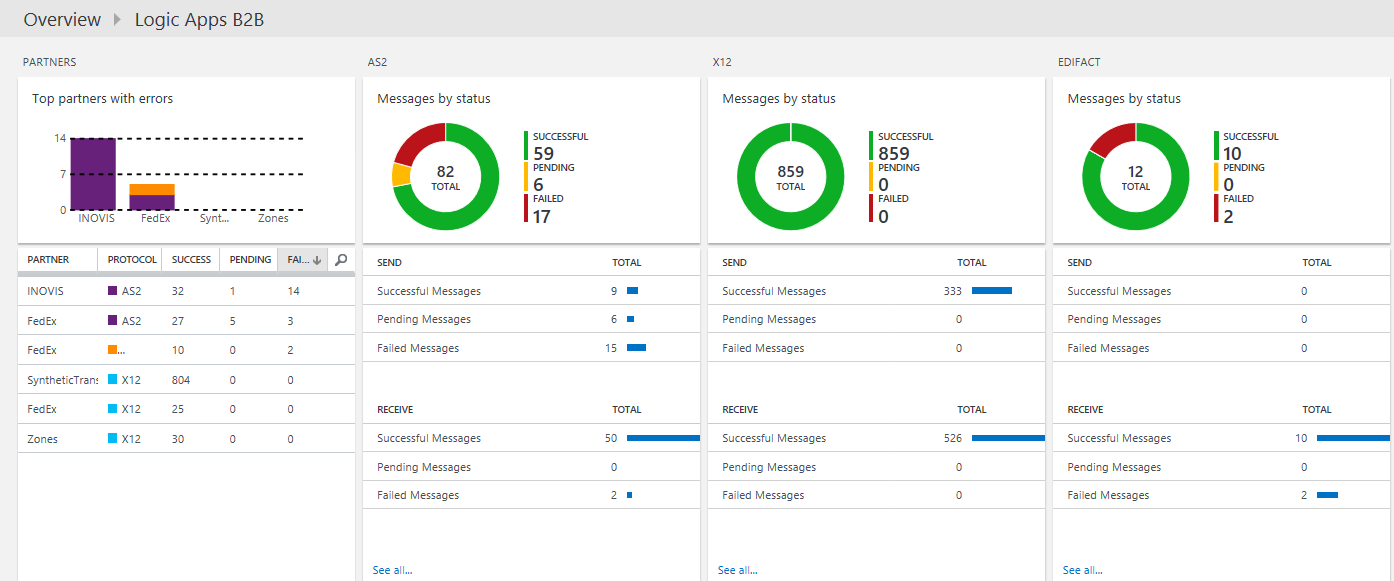 Overview Logic Apps B2B
PARTNERS
Top partners with errors
14
7
0
INOVIS FedEx Synt... Zones
PARTNER PROTOCOL SUCCESS PENDING FAI...
INOVIS AS2 32 1 14
FedEx AS2 27 5 3
FedEx ... 10 0 2
SyntheticTrans X12 804 0 0
FedEx X12 25 0 0
Zones X12 30 0 0
AS2
Messages by status
82
TOTAL
SUCCESSFUL
59
PENDING
6
FAILED
17
SEND TOTAL
Successful Messages 9
Pending Messages 6
Failed Messages 15
RECEIVE TOTAL
Successful Messages 50
Pending Messages 0
Failed Messages 2
See all...
X12
Messages by status
859
TOTAL
SUCCESSFUL
859
PENDING
0
FAILED
0
SEND TOTAL
Successful Messages 333
Pending Messages 0
Failed Messages 0
RECEIVE TOTAL
Successful Messages 526
Pending Messages 0
Failed Messages 0
See all...
EDIFACT
Messages by status
12
TOTAL
SUCCESSFUL
10
PENDING
0
FAILED
2
SEND TOTAL
Successful Messages 0
Pending Messages 0
Failed Messages 0
RECEIVE TOTAL
Successful Messages 10
Pending Messages 0
Failed Messages 2
See all...